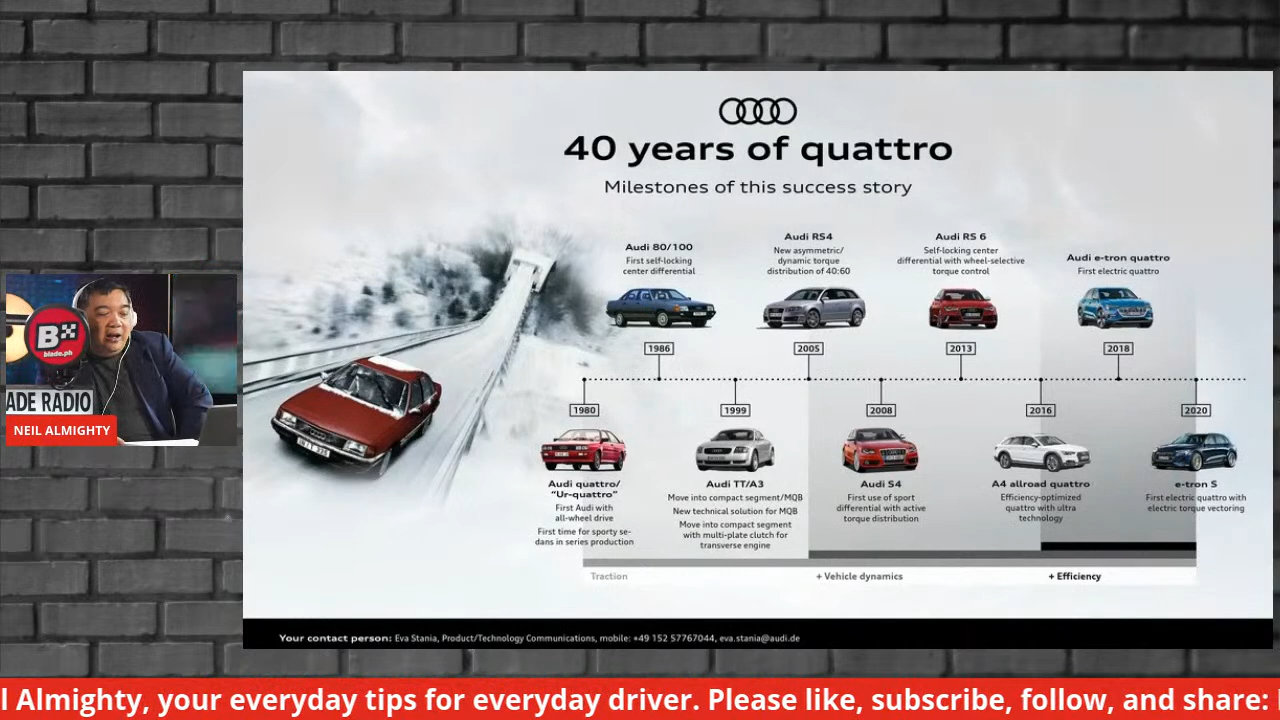 40 years of quattro
Milestones of this success story
Audi 80/100
First self-locking
center differential
Audi RS4
New asymmetric/
dynamic torque
distribution of 40:60
Audi RS 6
Self-locking center
differential with wheel-selective
torque control
Audi e-tron quattro
First electric quattro
1986
2005
2013
2018
1980
1999
2008
2016
2020
Audi quattro/
“Ur-quattro”
First Audi with
all-wheel drive
First time for sporty se-
dans in series production
Audi TT/A3
Move into compact segment/MQB
New technical solution for MQB
Move into compact segment
with multi-plate clutch for
transverse engine
Audi S4
First use of sport
differential with active
torque distribution
A4 allroad quattro
Efficiency-optimized
quattro with ultra
technology
e-tron S
First electric quattro with
electric torque vectoring
Traction
+ Vehicle dynamics
+ Efficiency
Your contact person: Eva Stania, Product/Technology Communications, mobile: +49 152 57767044, eva.stania@audi.de
B
blade.ph
ADE RADIO
NEIL ALMIGHTY
l Almighty, your everyday tips for everyday driver. Please like, subscribe, follow, and share: